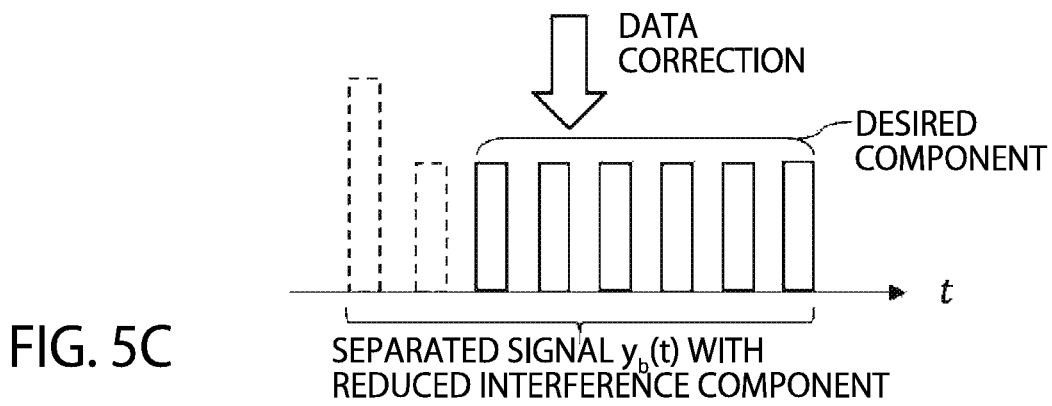 DATA
CORRECTION
DESIRED
COMPONENT
t
FIG. 5C
SEPARATED SIGNAL y_b(t) WITH
REDUCED INTERFERENCE COMPONENT